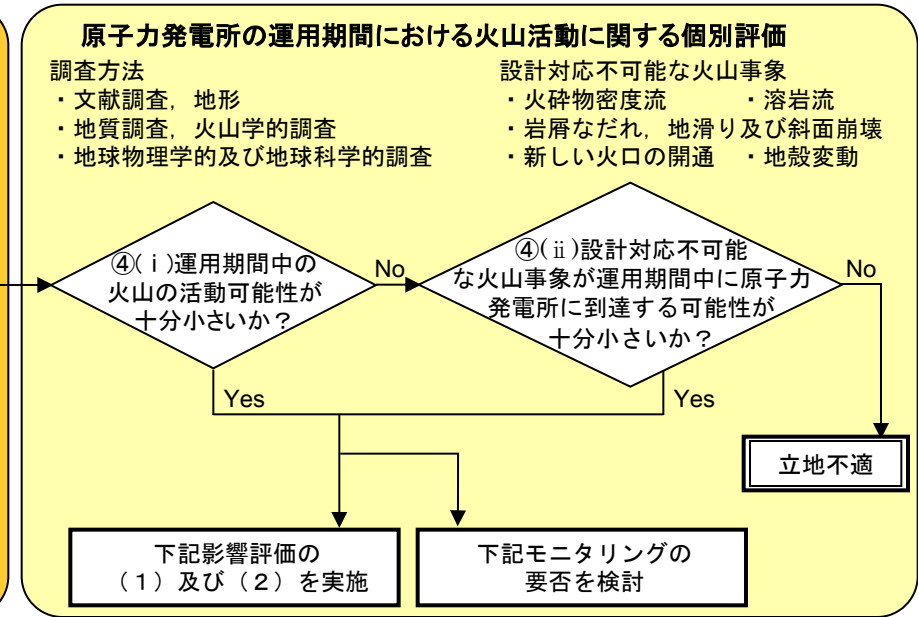 原子力発電所の運用期間における火山活動に関する個別評価
調査方法
・文献調査，地形
・地質調査，火山学的調査
・地球物理学的及び地球科学的調査
設計対応不可能な火山事象
・火砕物密度流 ・溶岩流
・岩屑なだれ，地滑り及び斜面崩壊
・新しい火口の開通 ・地殻変動
④(ⅰ)運用期間中の
火山の活動可能性が
十分小さいか？
No
④(ⅱ)設計対応不可能
な火山事象が運用期間中に原子力
発電所に到達する可能性が
十分小さいか？
No
Yes
Yes
立地不適
下記影響評価の
（１）及び（２）を実施
下記モニタリングの
要否を検討